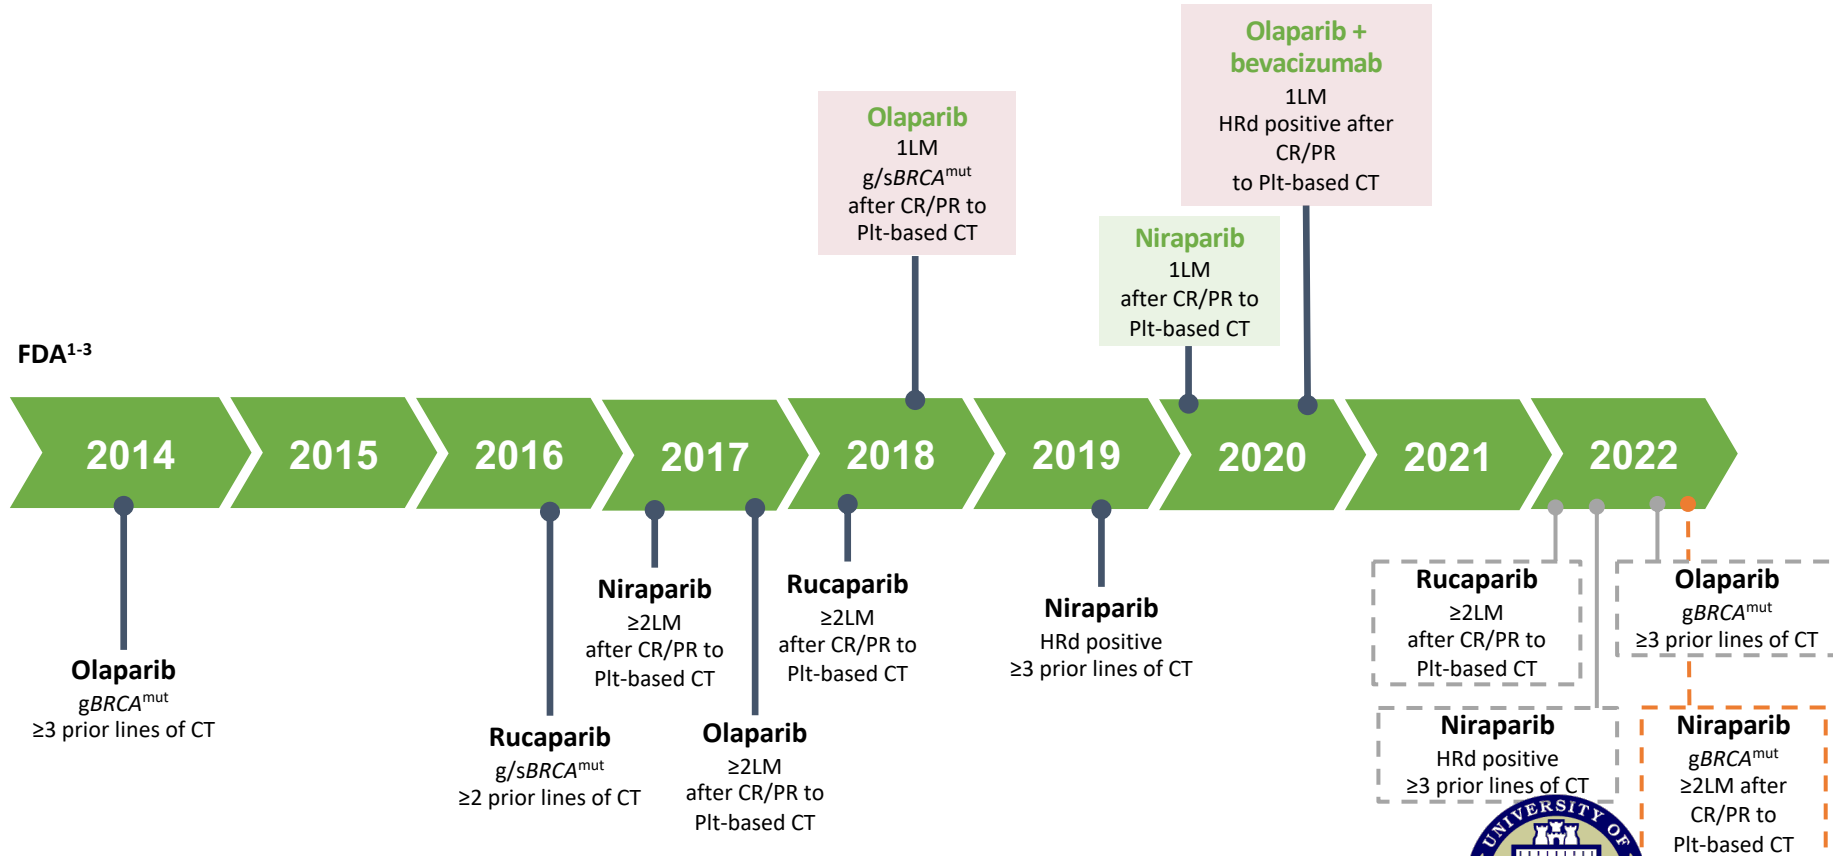 Olaparib +
bevacizumab
1LM
HRd positive after
CR/PR
to Plt-based CT
Olaparib
1LM
g/sBRCAmut
after CR/PR to
Plt-based CT
Niraparib
1LM
after CR/PR to
Plt-based CT
FDA1-3
2014
2015
2016
2017
2018
2019
2020
2021
2022
Olaparib
gBRCAmut
≥3 prior lines of CT
Rucaparib
g/sBRCAmut
≥2 prior lines of CT
Niraparib
≥2LM
after CR/PR to
Plt-based CT
Olaparib
≥2LM
after CR/PR to
Plt-based CT
Rucaparib
≥2LM
after CR/PR to
Plt-based CT
Niraparib
HRd positive
≥3 prior lines of CT
Rucaparib
≥2LM
after CR/PR to
Plt-based CT
Niraparib
HRd positive
≥3 prior lines of CT
Olaparib
gBRCAmut
≥3 prior lines of CT
Niraparib
gBRCAmut
≥2LM after
CR/PR to
Plt-based CT
UNIVERSITY OF